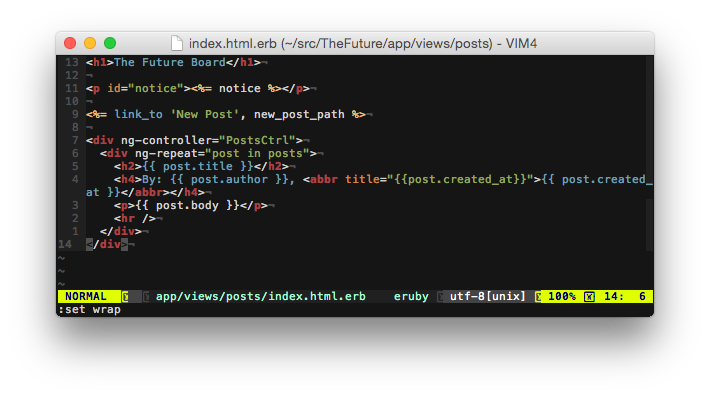 index.html.erb (~/src/TheFuture/app/views/posts) - VIM4
13 <h1>The Future Board</h1>¬
12 ¬
11 <p id="notice"><%= notice %></p>¬
10 ¬
9 <%= link_to 'New Post', new_post_path %>¬
8 ¬
7 <div ng-controller="PostsCtrl">¬
6   <div ng-repeat="post in posts">¬
5     <h2>{{ post.title }}</h2>¬
4     <h4>By: {{ post.author }}, <abbr title="{{post.created_at}}">{{ post.created_
at }}</abbr></h4>¬
3     <p>{{ post.body }}</p>¬
2     <hr />¬
1   </div>¬
14 </div>¬
~
~
~
NORMAL app/views/posts/index.html.erb eruby utf-8[unix] 100% 14: 6
:set wrap